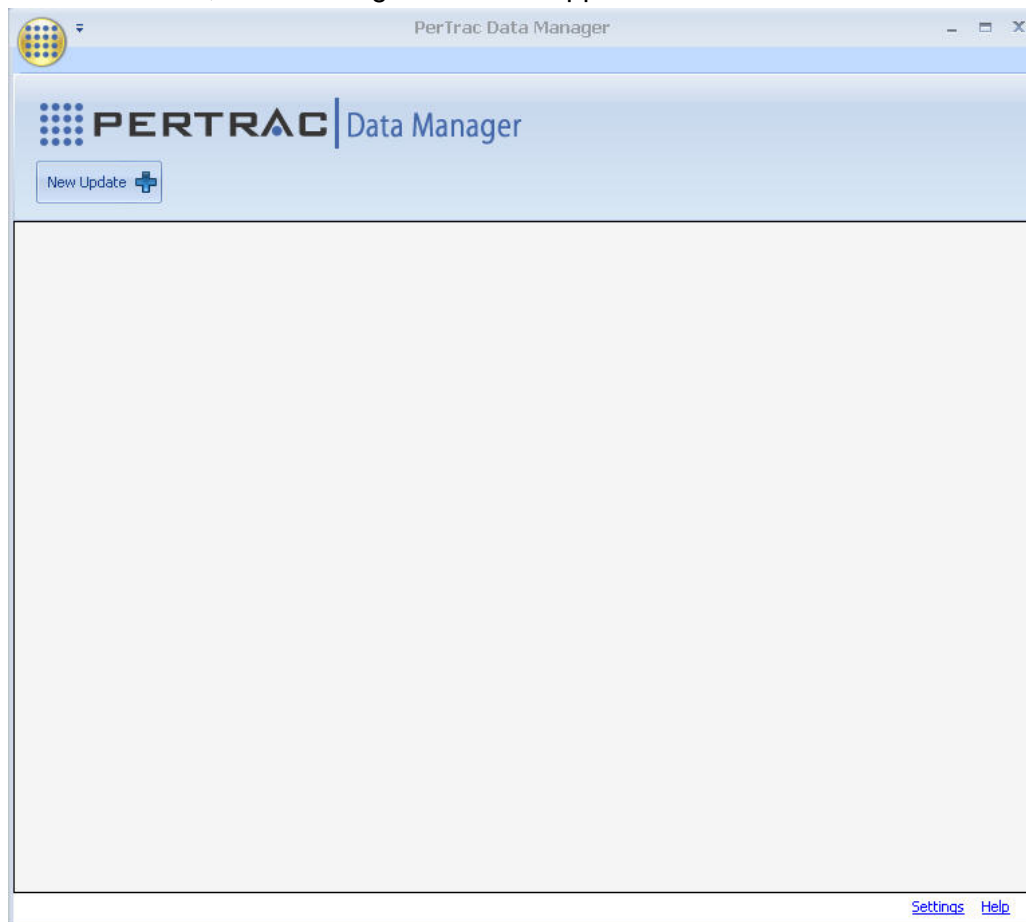 PerTrac Data Manager
PERTRAC Data Manager
New Update
Settings Help